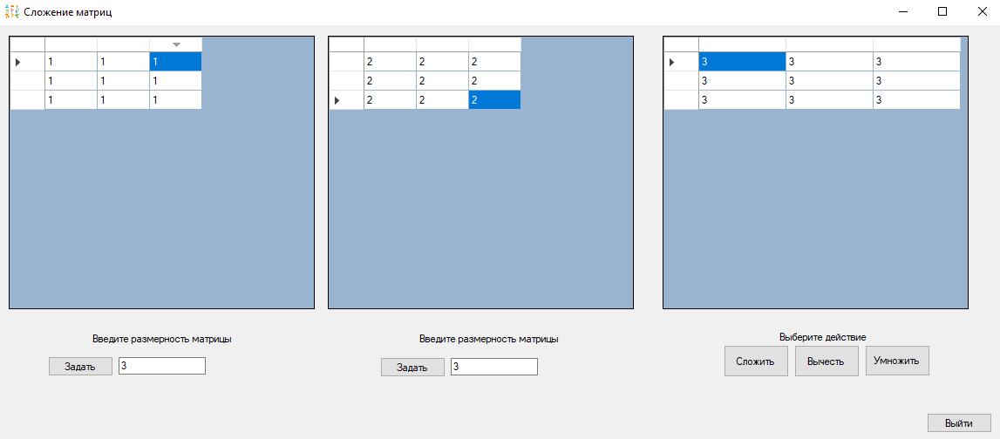 Сложение матриц
1 1 1
1 1 1
1 1 1
2 2 2
2 2 2
2 2 2
3 3 3
3 3 3
3 3 3
Введите размерность матрицы
Задать 3
Введите размерность матрицы
Задать 3
Выберите действие
Сложить Вычесть Умножить
Выйти